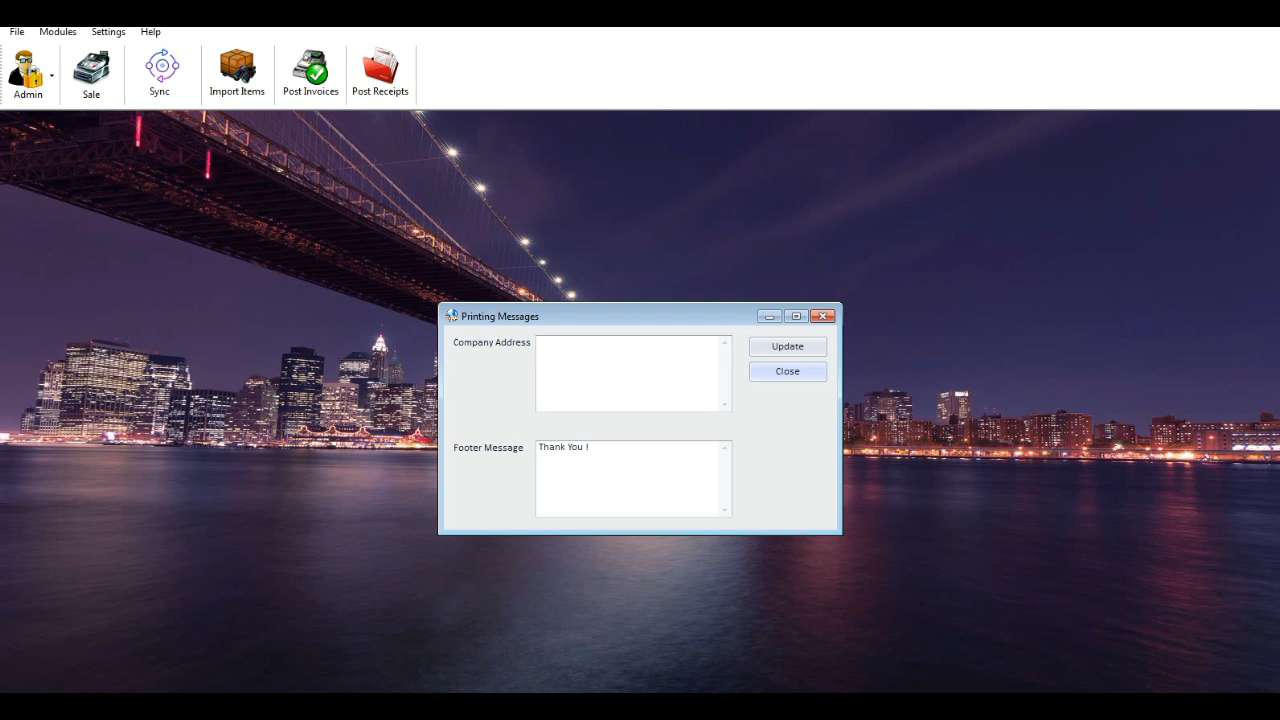 File Modules Settings Help
Admin Sale Sync Import Items Post Invoices Post Receipts
Printing Messages
Company Address
Update
Close
Footer Message Thank You !